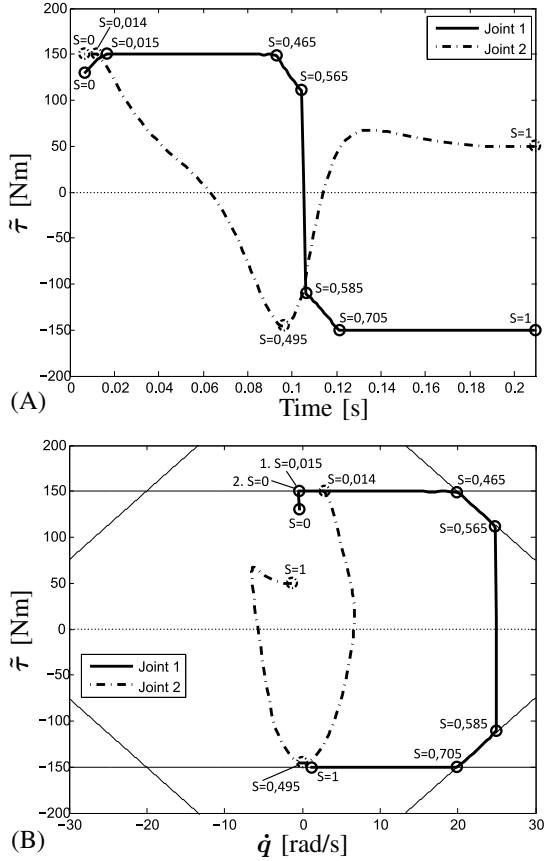 200
S=0
S=0,014
S=0,015
S=0,465
Joint 1
Joint 2
150
S=0
S=0,565
100
S=1
50
0
−50
S=0,585
−100
S=0,705
S=1
−150
S=0,495
−200
0 0.02 0.04 0.06 0.08 0.1 0.12 0.14 0.16 0.18 0.2
τ̃ [Nm]
(A)
Time [s]
200
1. S=0,015
2. S=0
S=0,014
S=0,465
150
S=0
S=0,565
100
S=1
50
0
Joint 1
Joint 2
−50
S=0,585
−100
S=0,705
−150
S=0,495
S=1
−200
−30 −20 −10 0 10 20 30
τ̃ [Nm]
(B)
q̇ [rad/s]